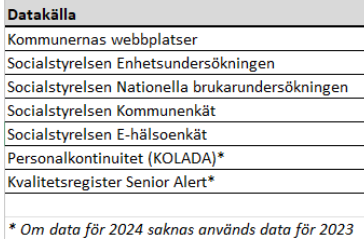 Datakälla
Kommunernas webbplatser
Socialstyrelsen Enhetsundersökningen
Socialstyrelsen Nationella brukarundersökningen
Socialstyrelsen Kommunenkät
Socialstyrelsen E-hälsoenkät
Personalkontinuitet (KOLADA)*
Kvalitetsregister Senior Alert*
* Om data för 2024 saknas används data för 2023